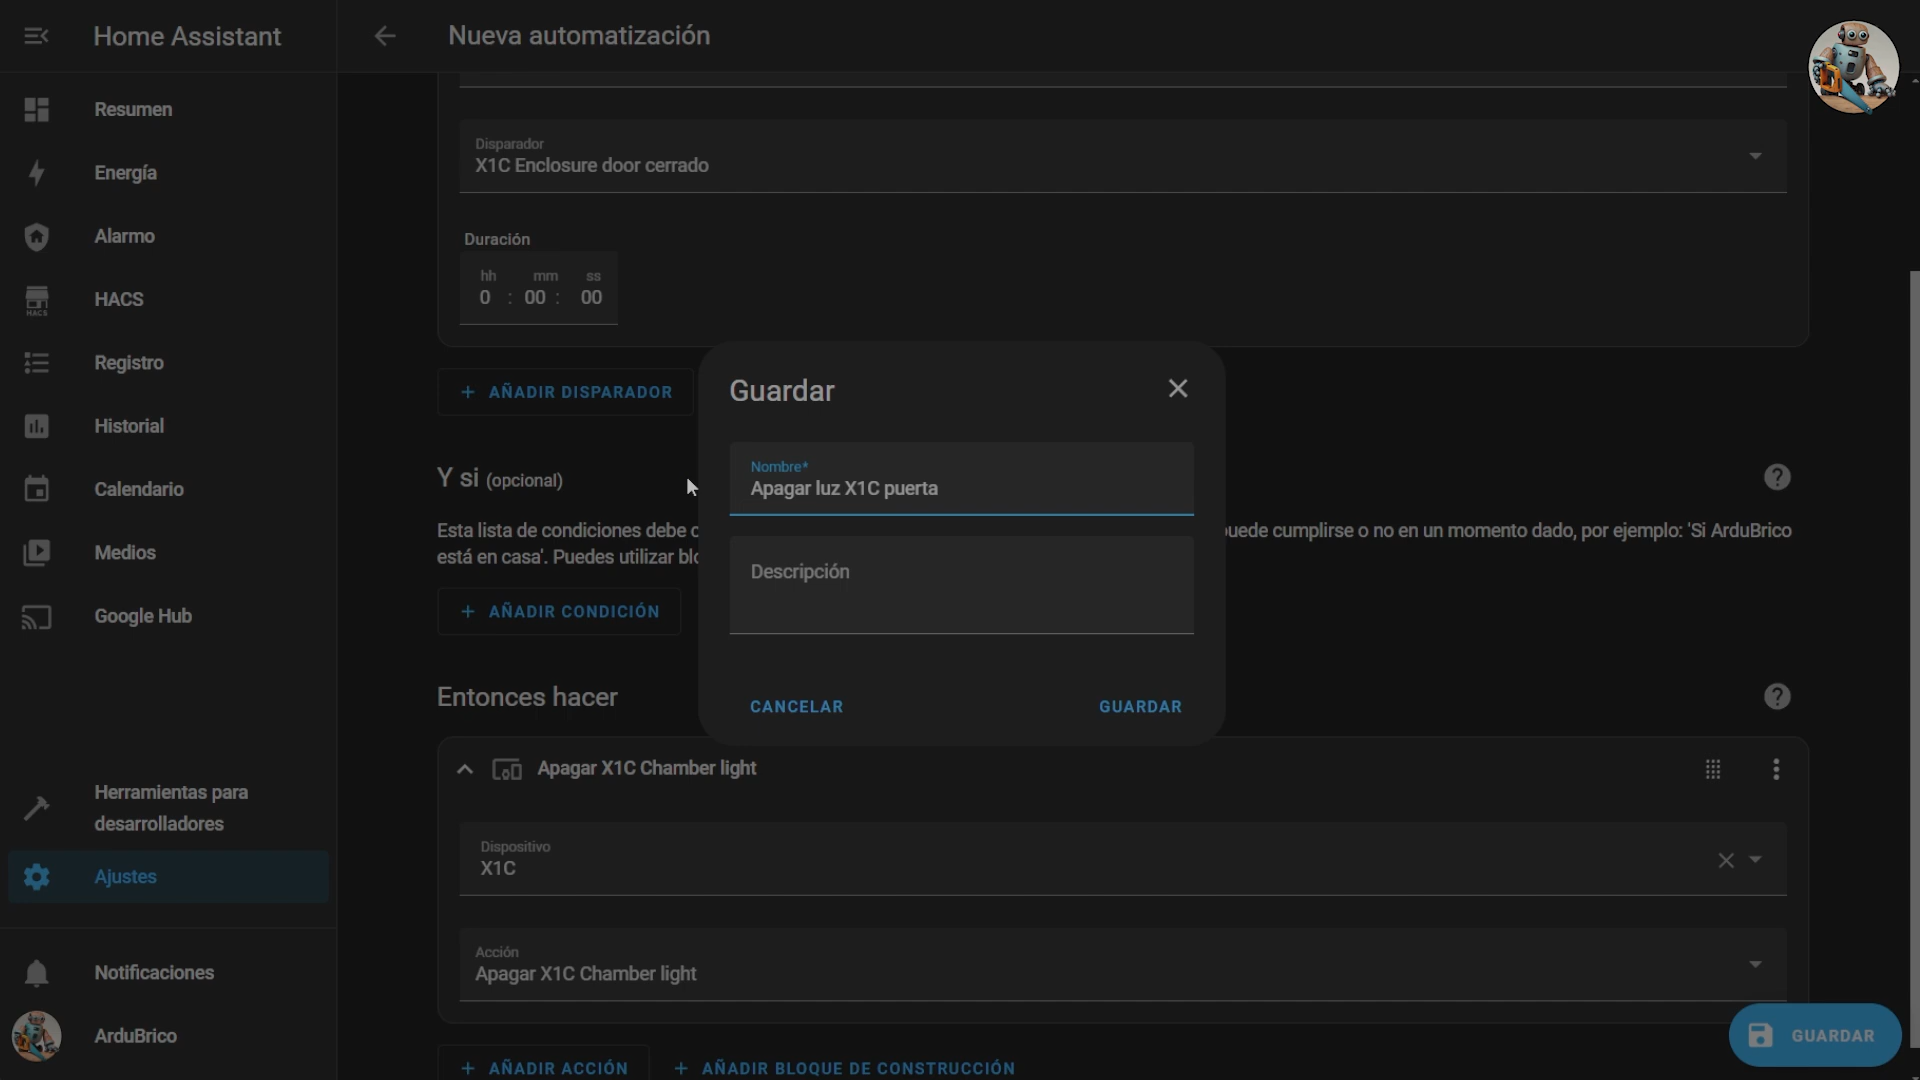 Home Assistant
Nueva automatización
Resumen
Energía
Alarmo
HACS
HACS
Registro
Historial
Calendario
Medios
Google Hub
Herramientas para
desarrolladores
Ajustes
Notificaciones
ArduBrico
Disparador
X1C Enclosure door cerrado
Duración
hh mm ss
0 : 00 : 00
+ AÑADIR DISPARADOR
Y si (opcional)
Esta lista de condiciones debe c
uede cumplirse o no en un momento dado, por ejemplo: 'Si ArduBrico
está en casa'. Puedes utilizar blo
+ AÑADIR CONDICIÓN
Guardar
Nombre*
Apagar luz X1C puerta
Descripción
CANCELAR
GUARDAR
Entonces hacer
Apagar X1C Chamber light
Dispositivo
X1C
Acción
Apagar X1C Chamber light
+ AÑADIR ACCIÓN
+ AÑADIR BLOQUE DE CONSTRUCCIÓN
GUARDAR